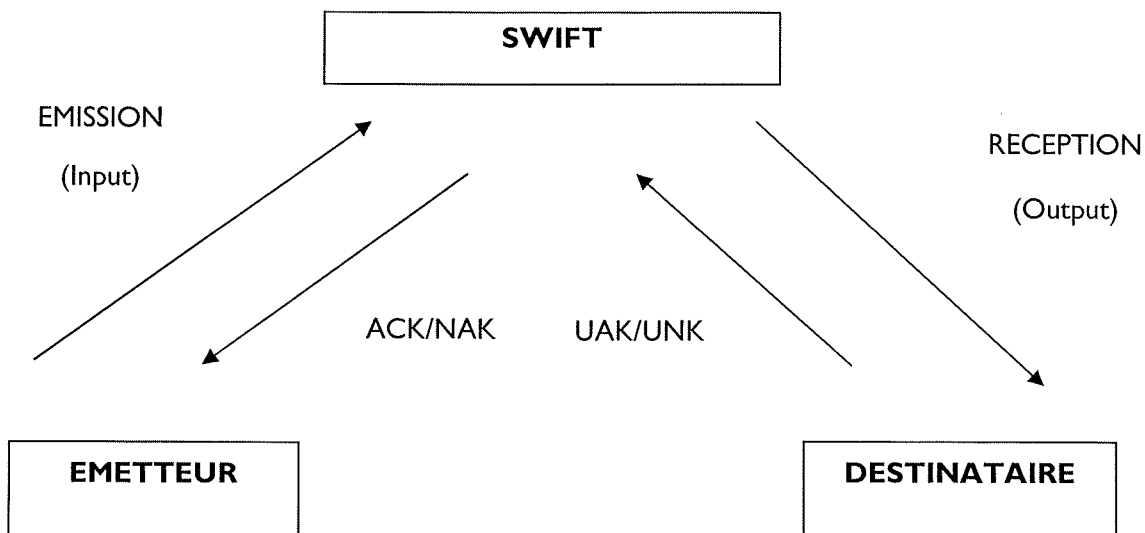 SWIFT
EMISSION
(Input)
RECEPTION
(Output)
ACK/NAK
UAK/UNK
EMETTEUR
DESTINATAIRE